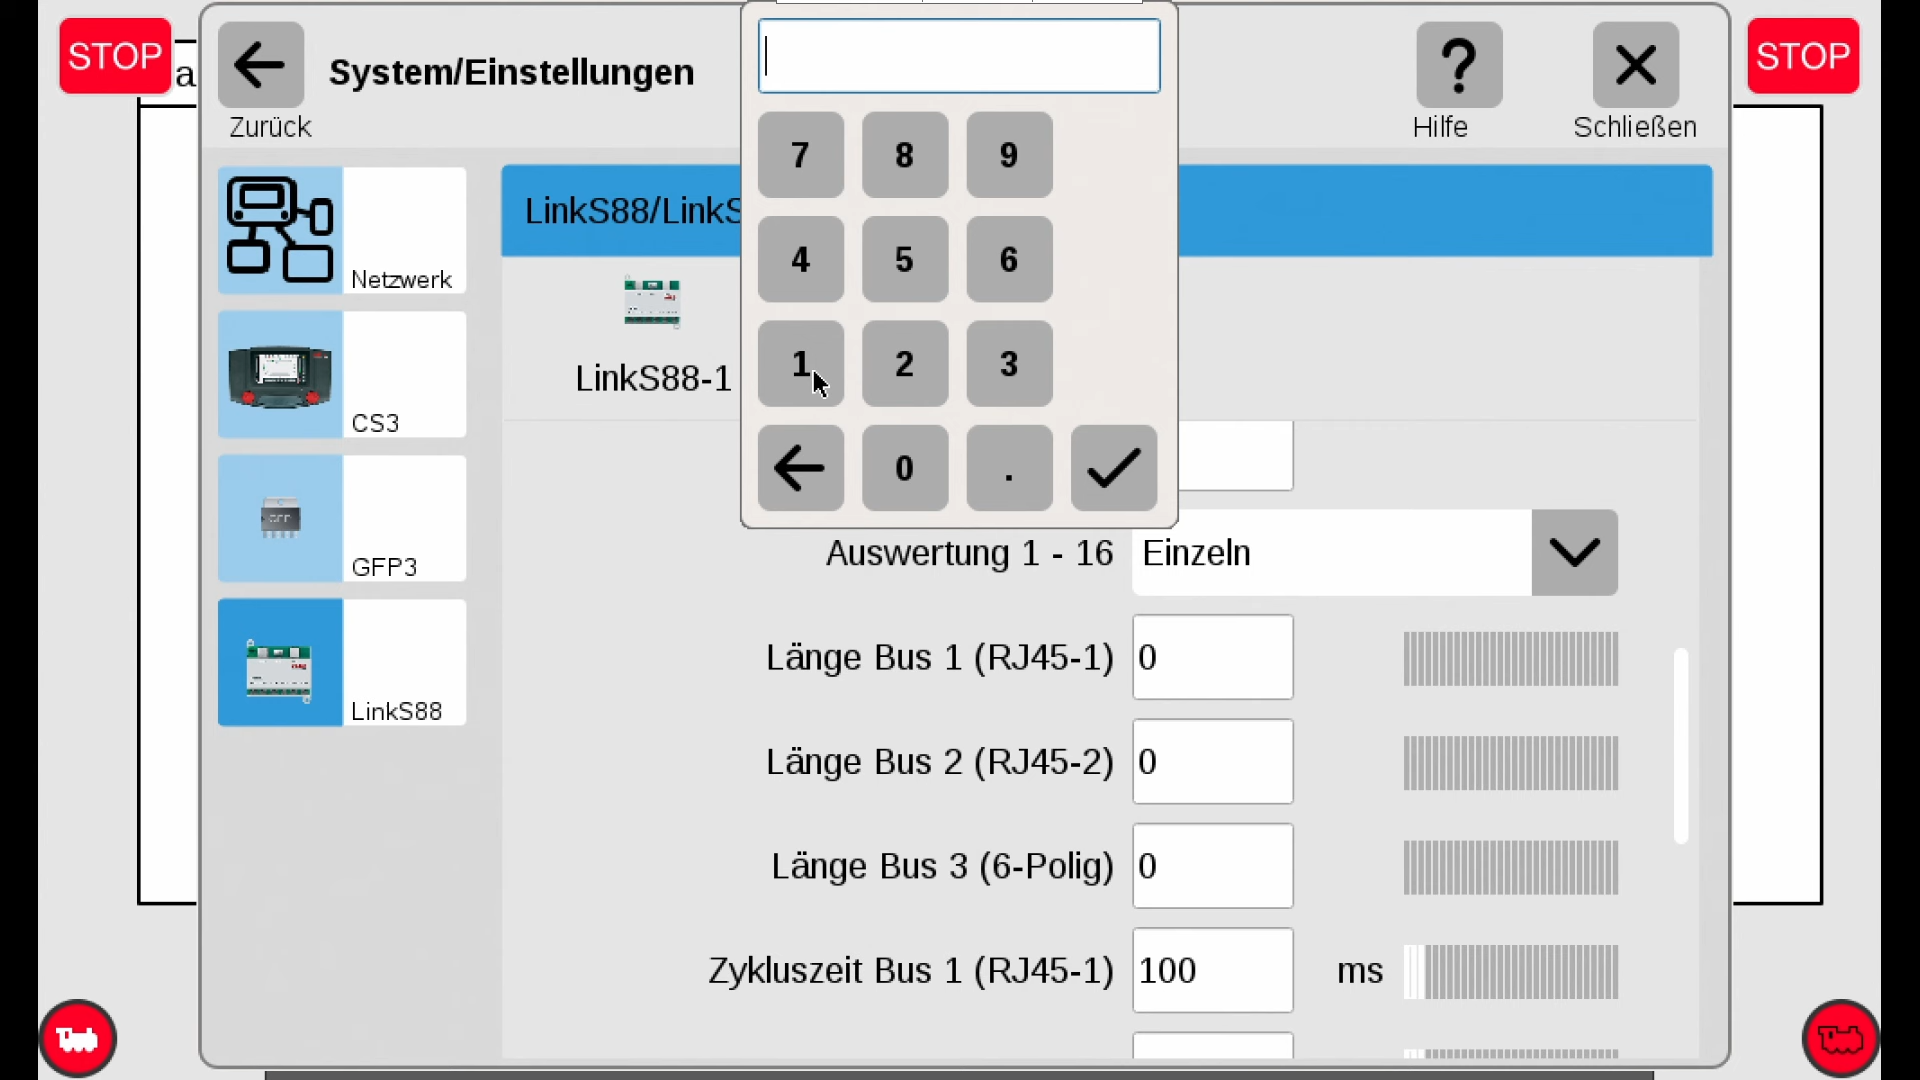 STOP
a
System/Einstellungen
STOP
Zurück
Hilfe
Schließen
7 8 9
4 5 6
1 2 3
0 .
Netzwerk
CS3
GFP3
LinkS88
LinkS88/LinkS
LinkS88-1
Auswertung 1 - 16 Einzeln
Länge Bus 1 (RJ45-1) 0
Länge Bus 2 (RJ45-2) 0
Länge Bus 3 (6-Polig) 0
Zykluszeit Bus 1 (RJ45-1) 100 ms